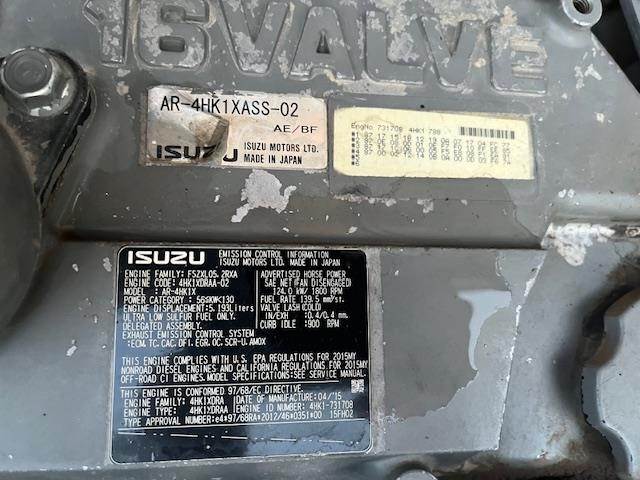 16VALVE
AR-4HK1XASS-02
AE/BF
ISUZU ISUZU MOTORS LTD.
MADE IN JAPAN
EngNo 731708 4HK1 788
ISUZU EMISSION CONTROL INFORMATION
ISUZU MOTORS LTD. MADE IN JAPAN
ENGINE FAMILY: FSZXL05.2RXA
ENGINE CODE: 4HK1XDRAA-02
MODEL: AR-4HK1X
POWER CATEGORY: 56≤KW≤130
ENGINE DISPLACEMENT: 5.193Liters
ULTRA LOW SULFUR FUEL ONLY.
DELEGATED ASSEMBLY.
EXHAUST EMISSION CONTROL SYSTEM
:ECM, TC, CAC, DFI, EGR, OC, SCR-U, AMOX
ADVERTISED HORSE POWER
SAE NET(FAN DISENGAGED)
124.0 kW/ 1800 RPM
FUEL RATE 139.5 mm³/st.
VALVE LASH(COLD)
IN/EXH :0.4/0.4 mm.
CURB IDLE :900 RPM
THIS ENGINE COMPLIES WITH U.S. EPA REGULATIONS FOR 2015MY
NONROAD DIESEL ENGINES AND CALIFORNIA REGULATIONS FOR 2015MY
OFF-ROAD CI ENGINES. MODEL SPECIFICATIONS:SEE SERVICE MANUAL.
THIS ENGINE IS CONFORMED 97/68/EC DIRECTIVE.
ENGINE FAMILY: 4HK1XDRA DATE OF MANUFACTURE:04/'15
ENGINE TYPE: 4HK1XDRAA ENGINE ID NUMBER: 4HK1-731708
TYPE APPROVAL NUMBER:e4*97/68RA*2012/46*0351*00 15FH02